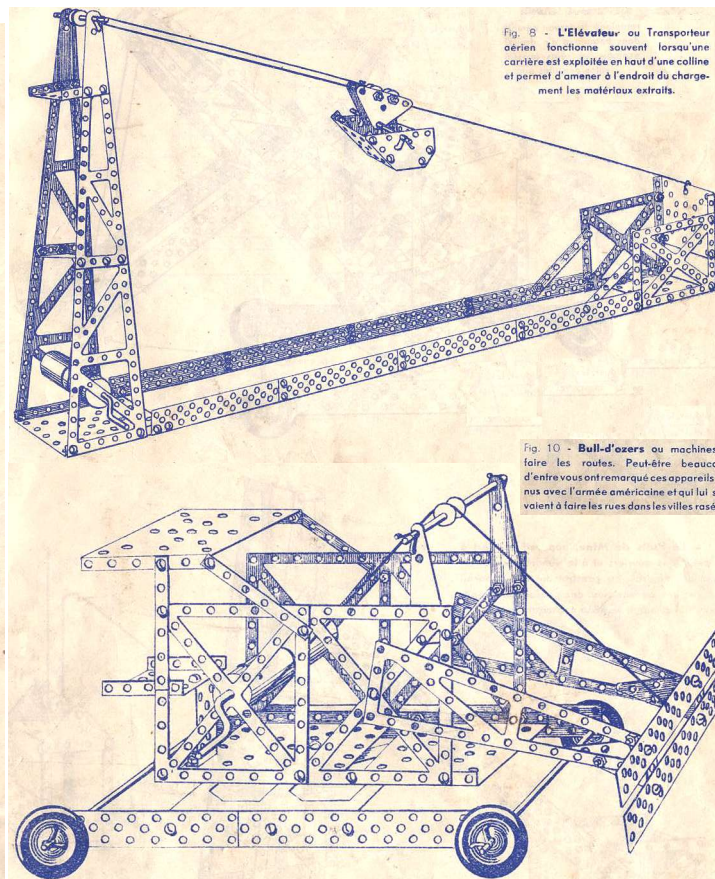 Fig. 8 - L'Elévateur ou Transporteur
aérien fonctionne souvent lorsqu'une
carrière est exploitée en haut d'une colline
et permet d'amener à l'endroit du charge-
ment les matériaux extraits.
Fig. 10 - Bull-d'ozers ou machines
faire les routes. Peut-être beauco
d'entre vous ont remarqué ces appareils
nus avec l'armée américaine et qui lui s
vaient à faire les rues dans les villes rasé